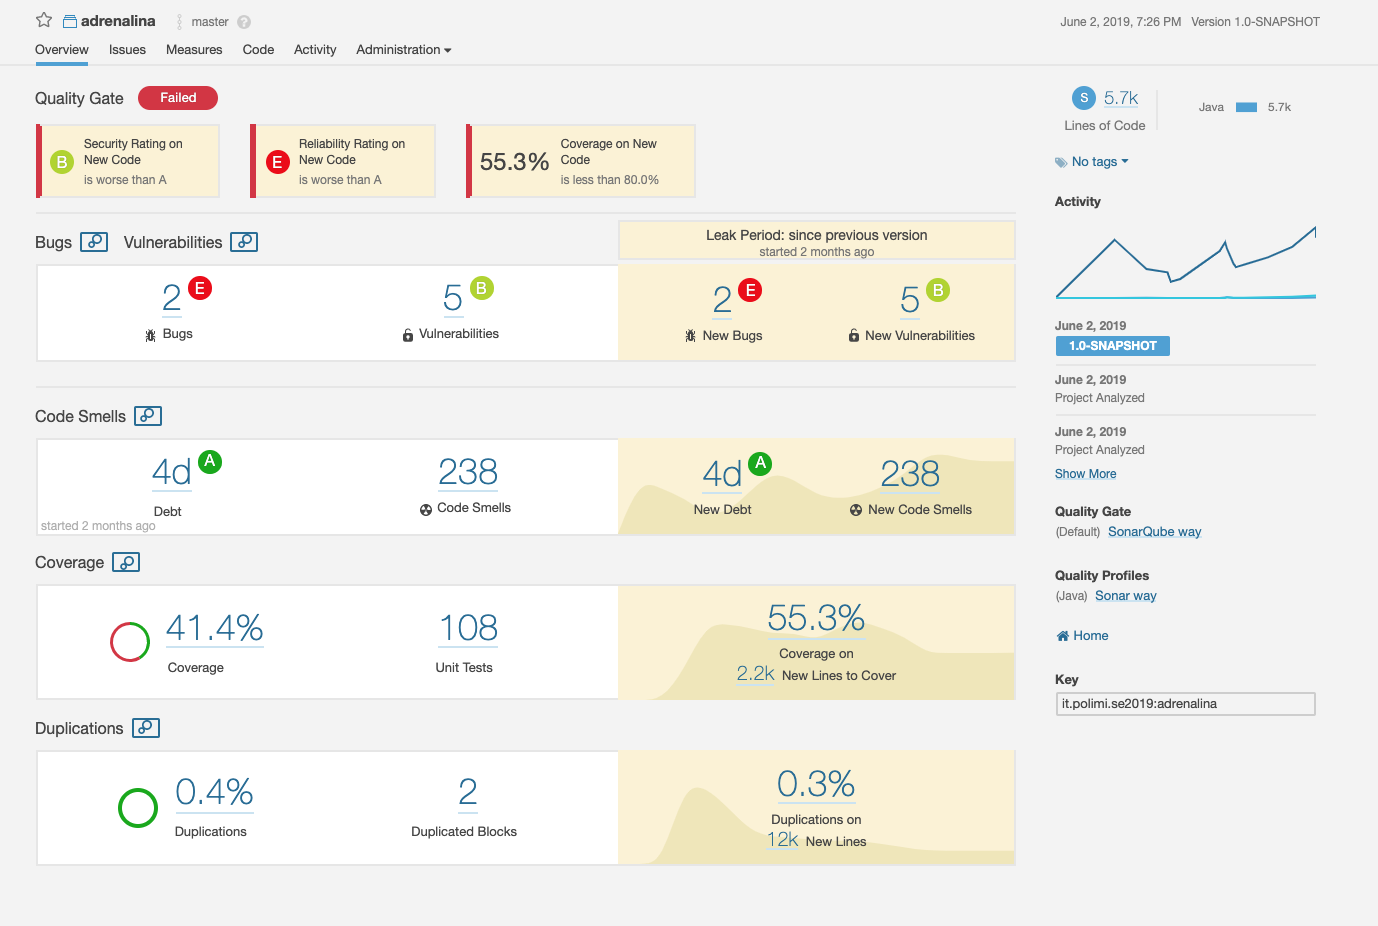 adrenalina master ?
June 2, 2019, 7:26 PM Version 1.0-SNAPSHOT
Overview Issues Measures Code Activity Administration
Quality Gate Failed
B Security Rating on
New Code
is worse than A
E Reliability Rating on
New Code
is worse than A
55.3% Coverage on New
Code
is less than 80.0%
Bugs Vulnerabilities
Leak Period: since previous version
started 2 months ago
2 E
Bugs
5 B
Vulnerabilities
2 E
New Bugs
5 B
New Vulnerabilities
Code Smells
4d A
Debt
started 2 months ago
238
Code Smells
4d A
New Debt
238
New Code Smells
Coverage
41.4%
Coverage
108
Unit Tests
55.3%
Coverage on
2.2k New Lines to Cover
Duplications
0.4%
Duplications
2
Duplicated Blocks
0.3%
Duplications on
12k New Lines
S 5.7k
Lines of Code
Java 5.7k
No tags
Activity
June 2, 2019
1.0-SNAPSHOT
June 2, 2019
Project Analyzed
June 2, 2019
Project Analyzed
Show More
Quality Gate
(Default) SonarQube way
Quality Profiles
(Java) Sonar way
Home
Key
it.polimi.se2019:adrenalina